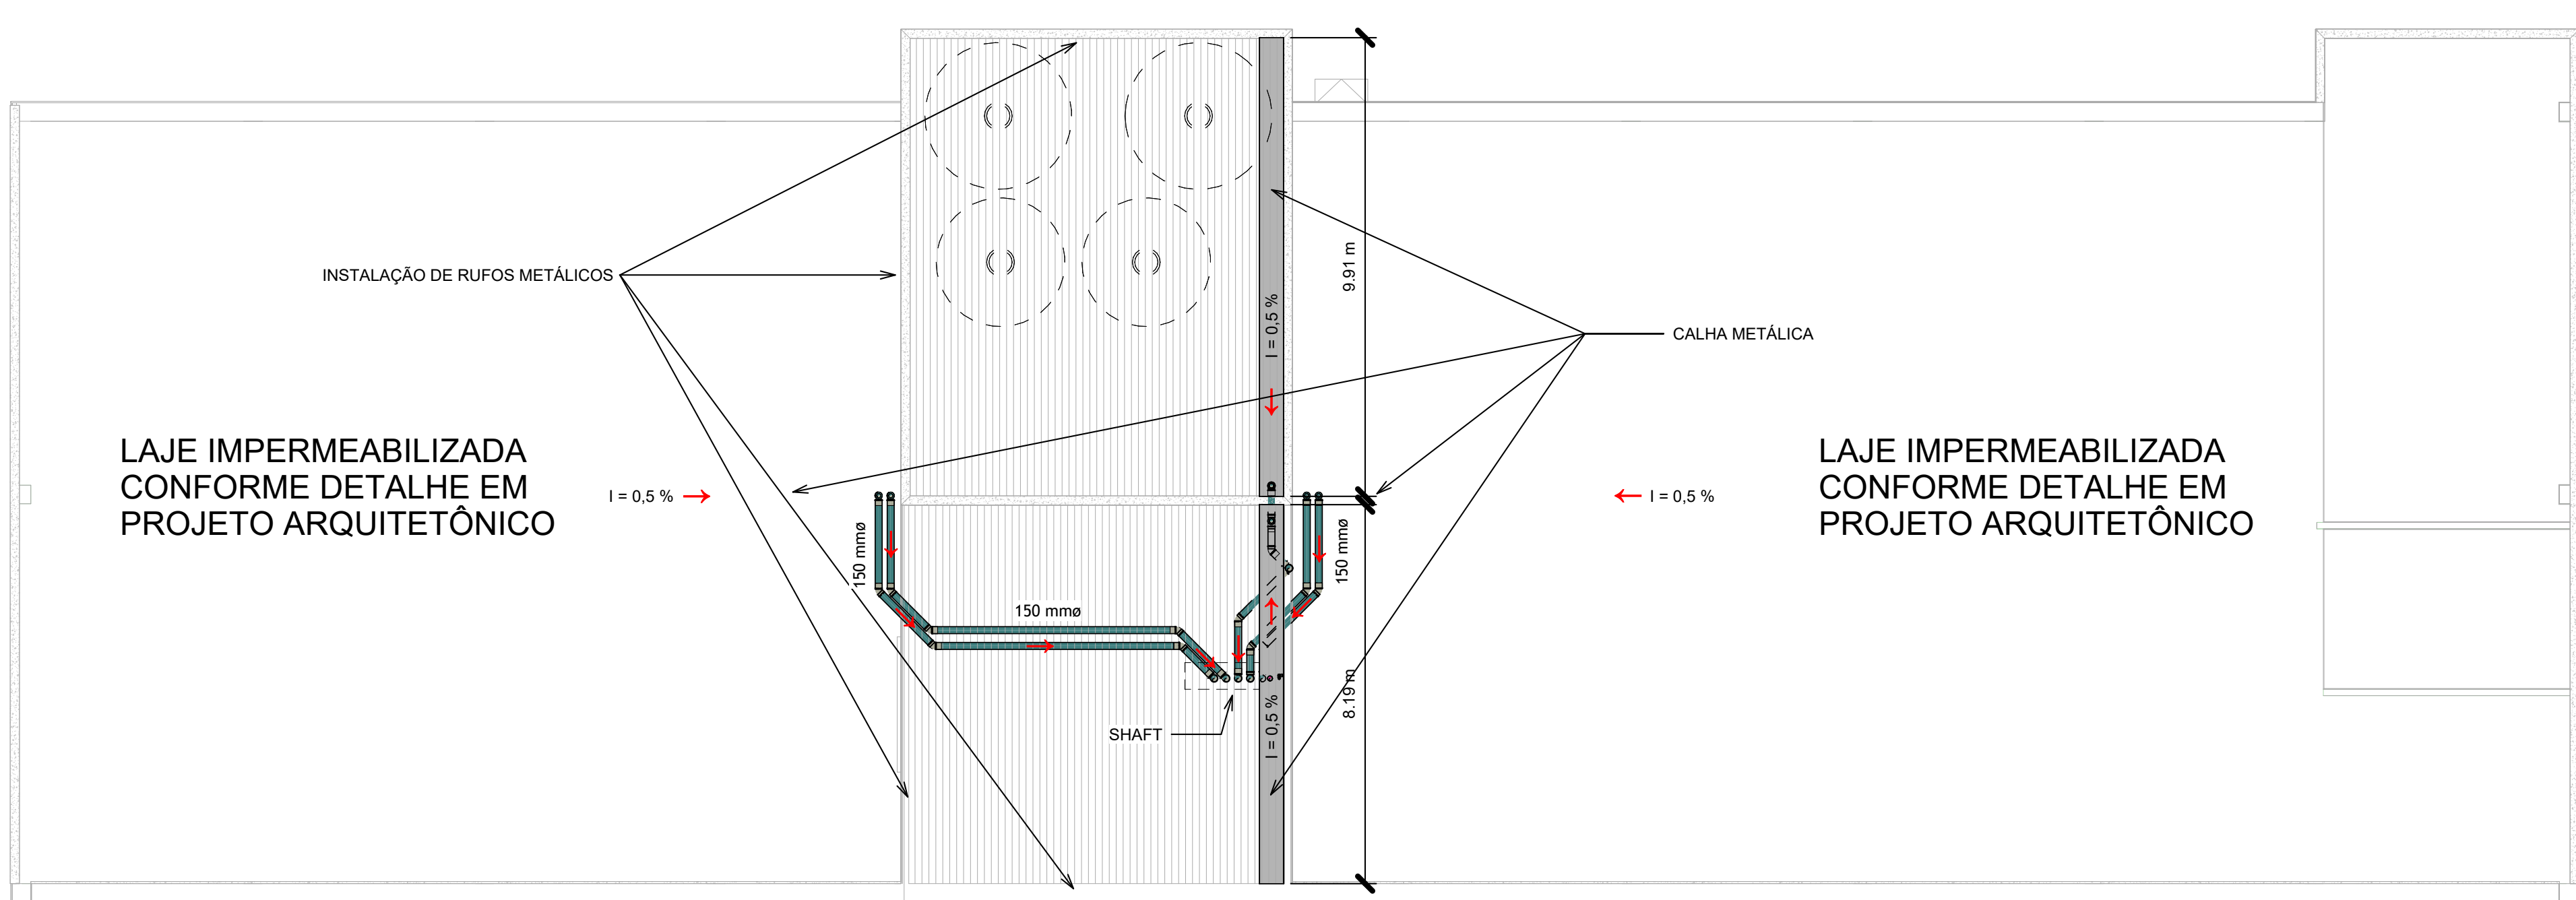 9.91 m
INSTALAÇÃO DE RUFOS METÁLICOS
I = 0,5 %
CALHA METÁLICA
LAJE IMPERMEABILIZADA
CONFORME DETALHE EM
PROJETO ARQUITETÔNICO
I = 0,5 %
I = 0,5 %
LAJE IMPERMEABILIZADA
CONFORME DETALHE EM
PROJETO ARQUITETÔNICO
150 mmø
150 mmø
150 mmø
8.19 m
SHAFT
I = 0,5 %